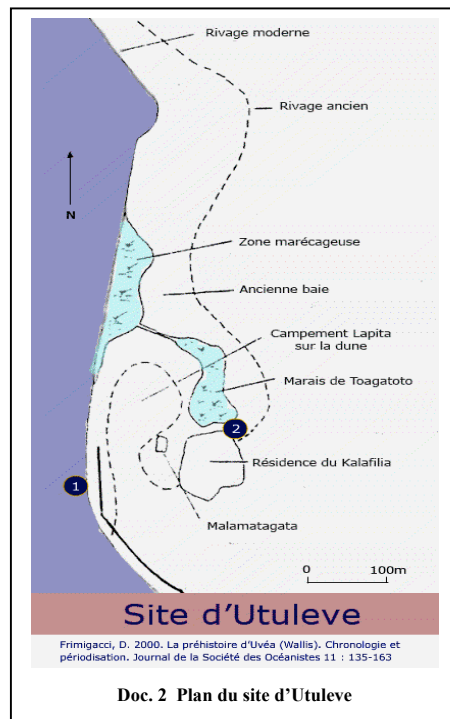 Rivage moderne
Rivage ancien
N
Zone marécageuse
Ancienne baie
Campement Lapita
sur la dune
Marais de Toagatoto
2
Résidence du Kalafilia
1
Malamatagata
0 100m
Site d'Utuleve
Frimigacci, D. 2000. La préhistoire d'Uvéa (Wallis). Chronologie et
périodisation. Journal de la Société des Océanistes 11 : 135-163
Doc. 2 Plan du site d'Utuleve